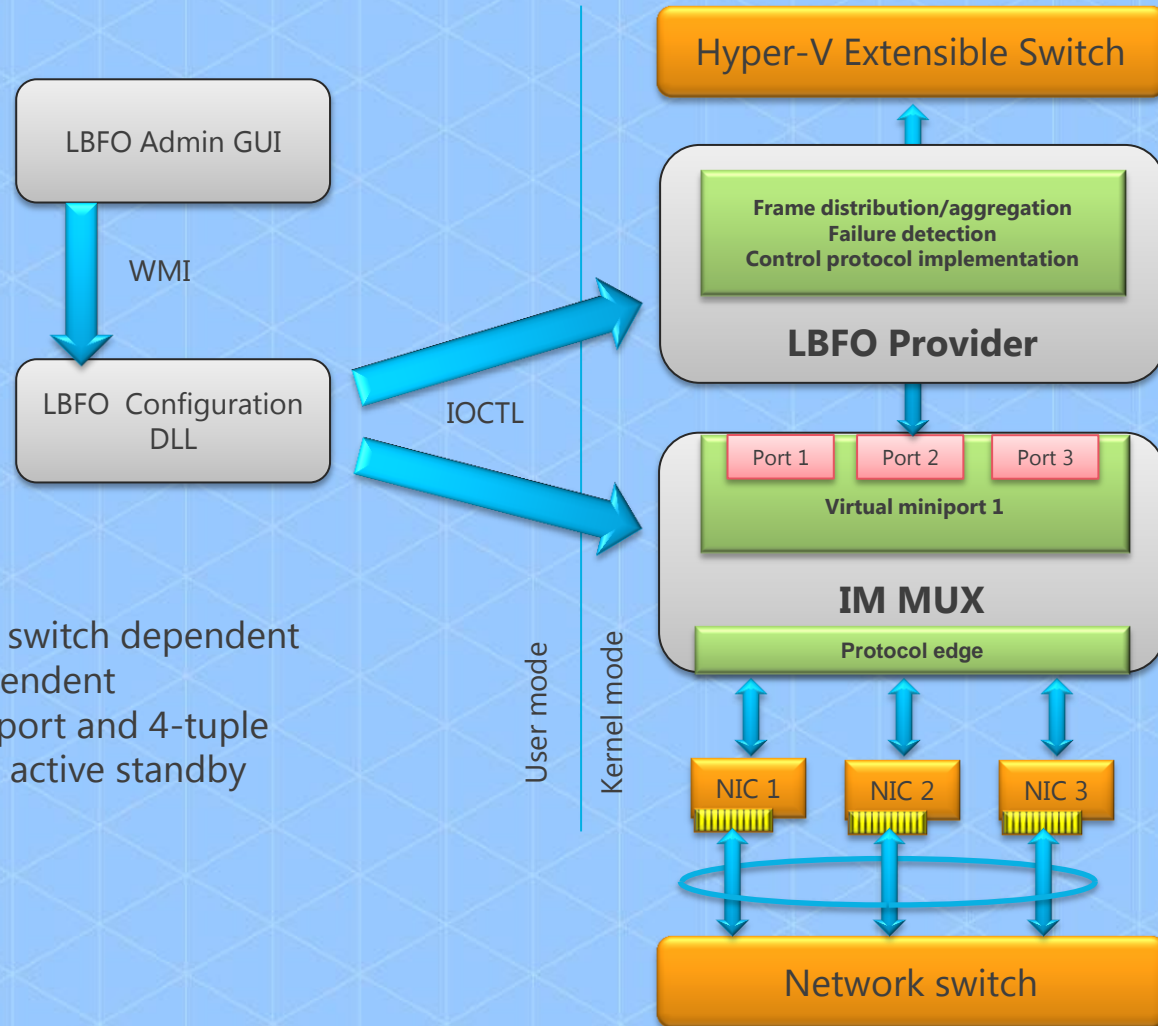 Hyper-V Extensible Switch
LBFO Admin GUI
WMI
LBFO Configuration
DLL
IOCTL
Frame distribution/aggregation
Failure detection
Control protocol implementation
LBFO Provider
Port 1
Port 2
Port 3
Virtual miniport 1
IM MUX
Protocol edge
switch dependent
endent
port and 4-tuple
active standby
User mode
Kernel mode
NIC 1
NIC 2
NIC 3
Network switch